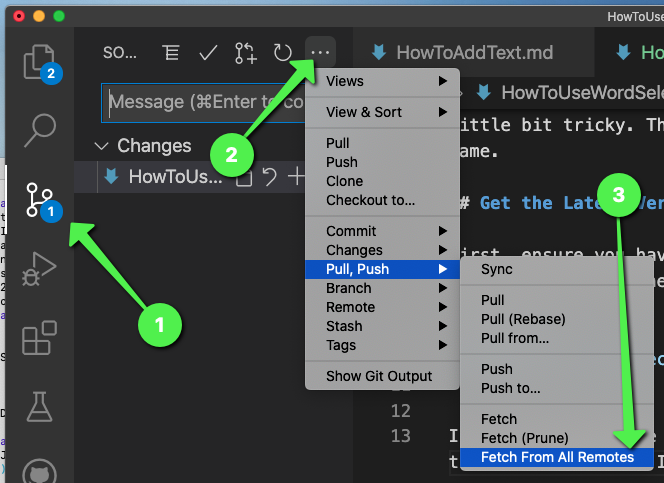 HowToUse
SO...
HowToAddText.md
Ho
2
Message (⌘Enter to co
Views
HowToUseWordSele
View & Sort
ittle bit tricky. Th
2
Changes
Pull
ame.
HowToUs...
Push
Clone
3
Checkout to...
# Get the Late Ver
1
Commit
Changes
irst, ensure you hav
Pull, Push
Sync
Branch
Remote
Pull
Stash
Pull (Rebase)
1
Tags
Pull from...
Show Git Output
Push
Push to...
12
Fetch
13
Fetch (Prune)
Fetch From All Remotes